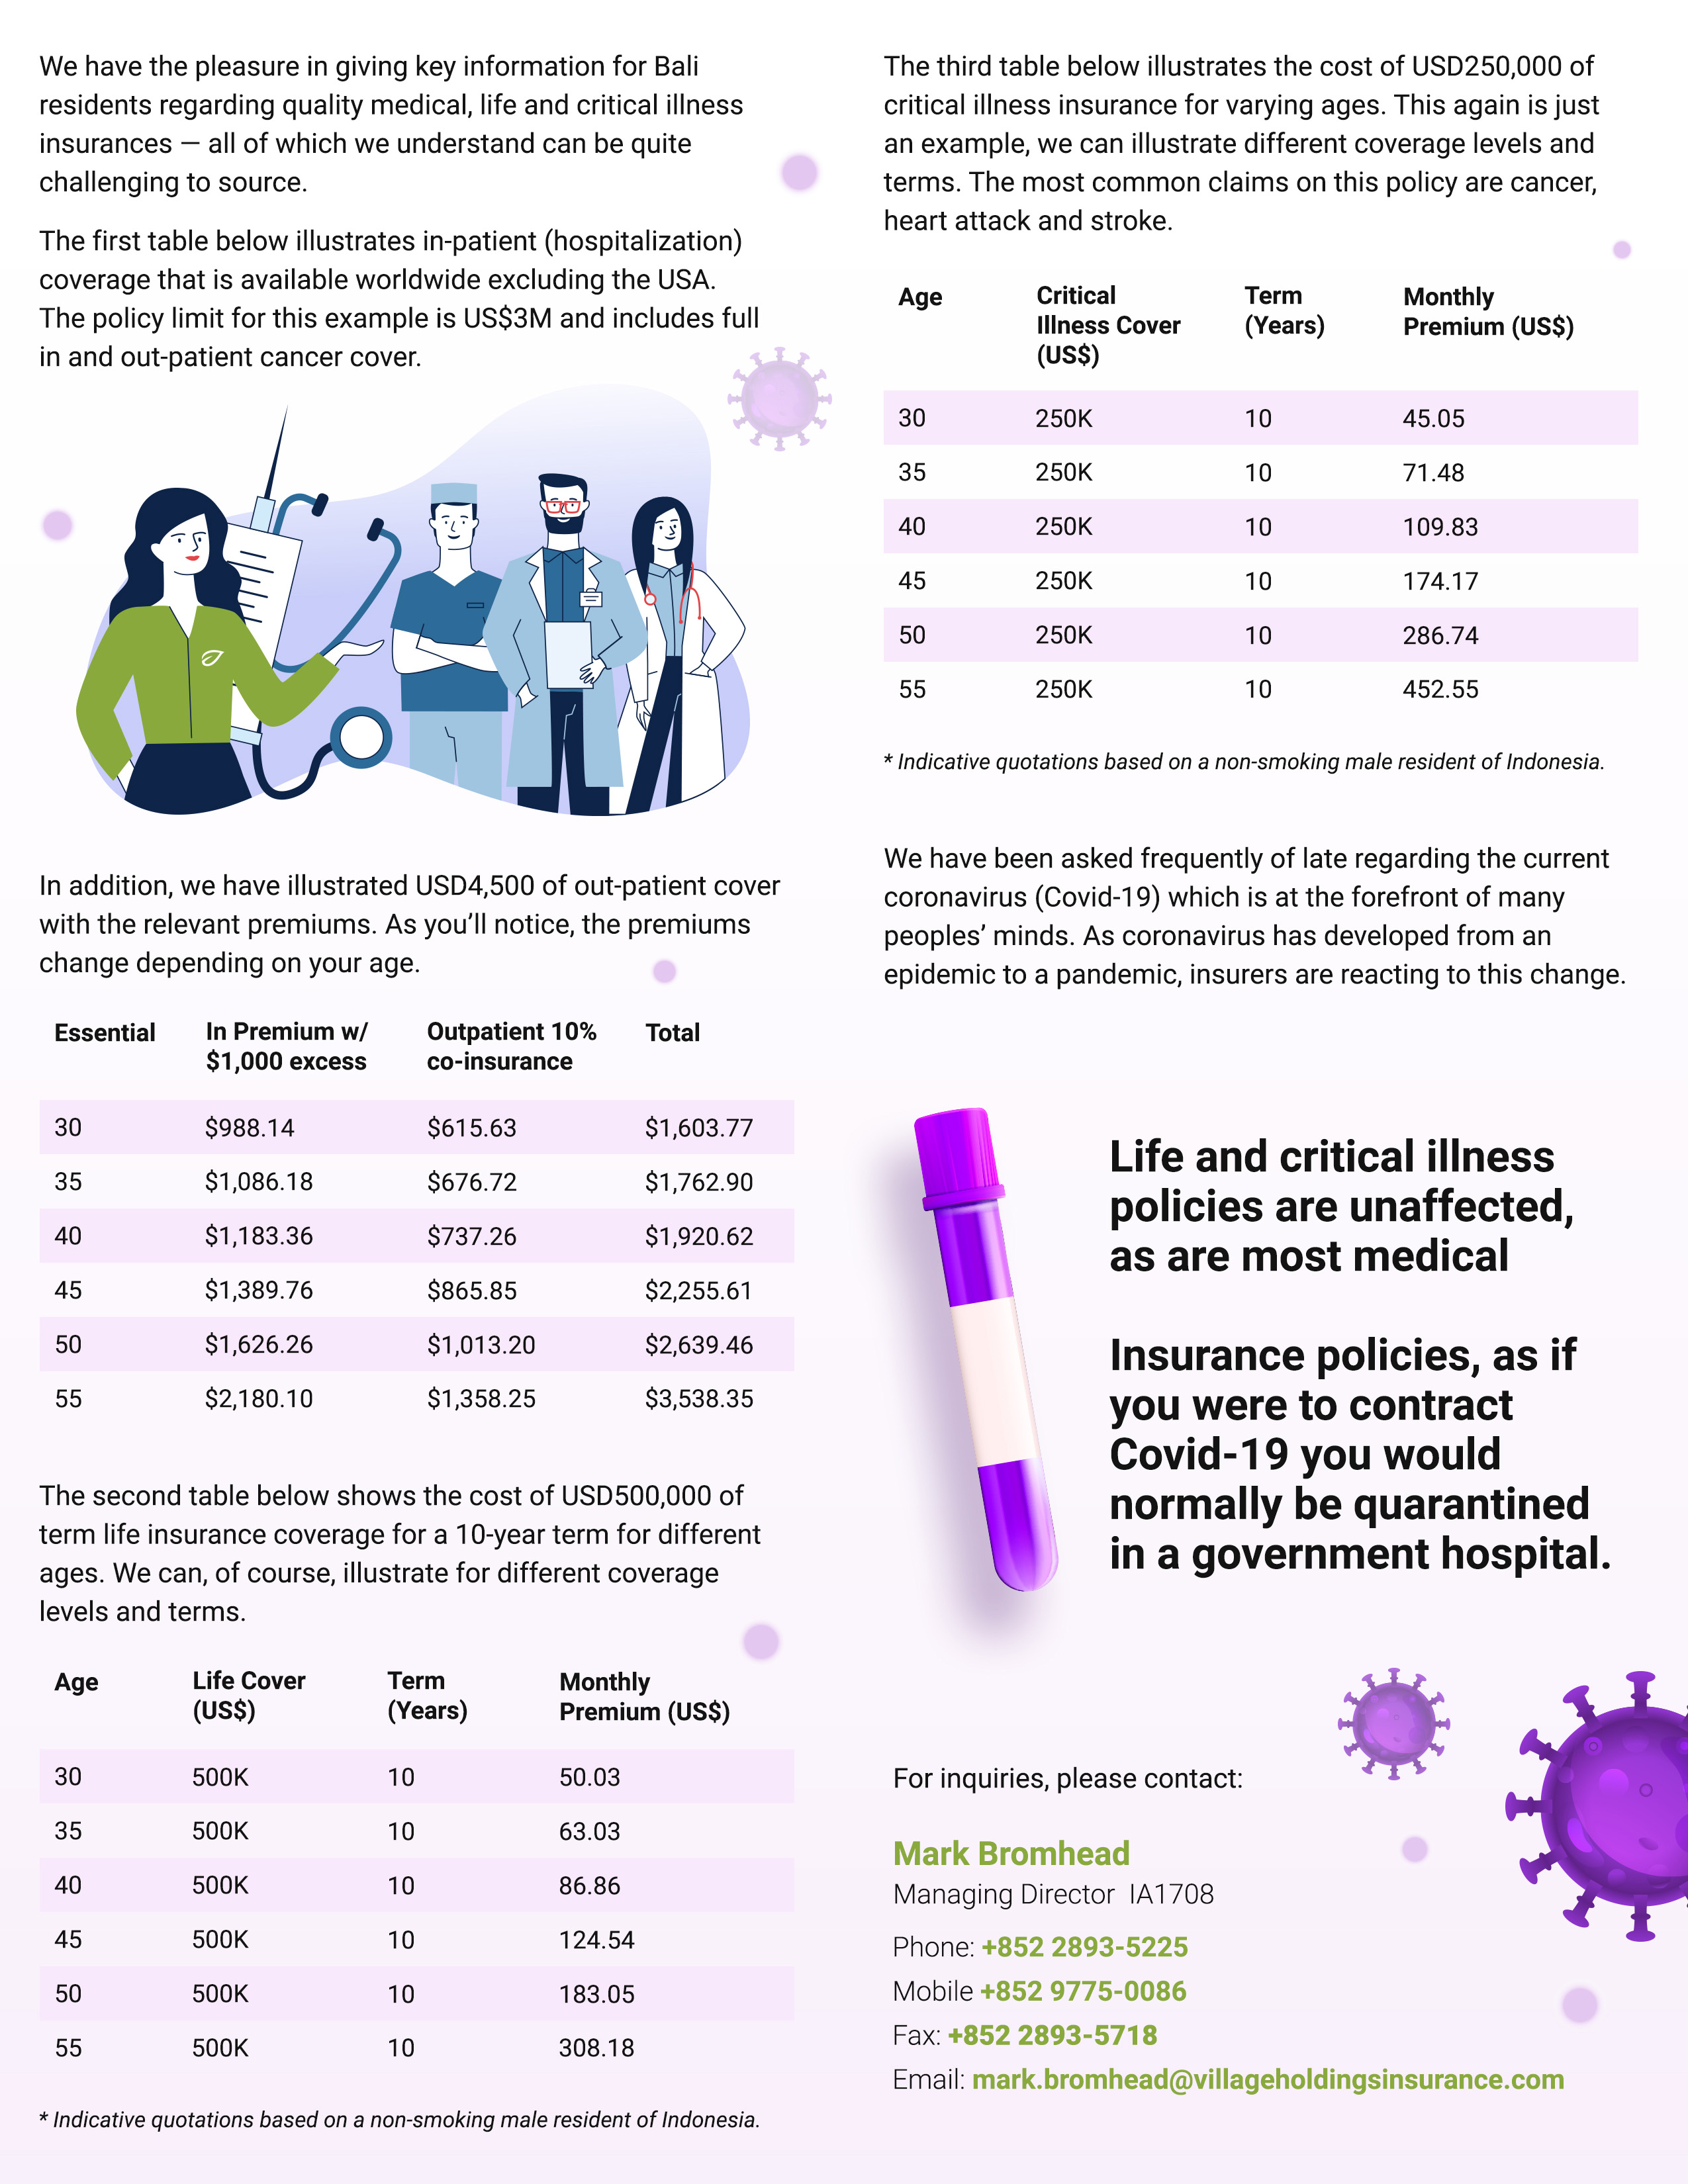 We have the pleasure in giving key information for Bali
residents regarding quality medical, life and critical illness
insurances — all of which we understand can be quite
challenging to source.
The first table below illustrates in-patient (hospitalization)
coverage that is available worldwide excluding the USA.
The policy limit for this example is US$3M and includes full
in and out-patient cancer cover.
In addition, we have illustrated USD4,500 of out-patient cover
with the relevant premiums. As you’ll notice, the premiums
change depending on your age.
Essential In Premium w/ $1,000 excess Outpatient 10% co-insurance Total
30 $988.14 $615.63 $1,603.77
35 $1,086.18 $676.72 $1,762.90
40 $1,183.36 $737.26 $1,920.62
45 $1,389.76 $865.85 $2,255.61
50 $1,626.26 $1,013.20 $2,639.46
55 $2,180.10 $1,358.25 $3,538.35
The second table below shows the cost of USD500,000 of
term life insurance coverage for a 10-year term for different
ages. We can, of course, illustrate for different coverage
levels and terms.
Age Life Cover (US$) Term (Years) Monthly Premium (US$)
30 500K 10 50.03
35 500K 10 63.03
40 500K 10 86.86
45 500K 10 124.54
50 500K 10 183.05
55 500K 10 308.18
* Indicative quotations based on a non-smoking male resident of Indonesia.
The third table below illustrates the cost of USD250,000 of
critical illness insurance for varying ages. This again is just
an example, we can illustrate different coverage levels and
terms. The most common claims on this policy are cancer,
heart attack and stroke.
Age Critical Illness Cover (US$) Term (Years) Monthly Premium (US$)
30 250K 10 45.05
35 250K 10 71.48
40 250K 10 109.83
45 250K 10 174.17
50 250K 10 286.74
55 250K 10 452.55
* Indicative quotations based on a non-smoking male resident of Indonesia.
We have been asked frequently of late regarding the current
coronavirus (Covid-19) which is at the forefront of many
peoples’ minds. As coronavirus has developed from an
epidemic to a pandemic, insurers are reacting to this change.
Life and critical illness
policies are unaffected,
as are most medical
Insurance policies, as if
you were to contract
Covid-19 you would
normally be quarantined
in a government hospital.
For inquiries, please contact:
Mark Bromhead
Managing Director IA1708
Phone: +852 2893-5225
Mobile +852 9775-0086
Fax: +852 2893-5718
Email: mark.bromhead@villageholdingsinsurance.com